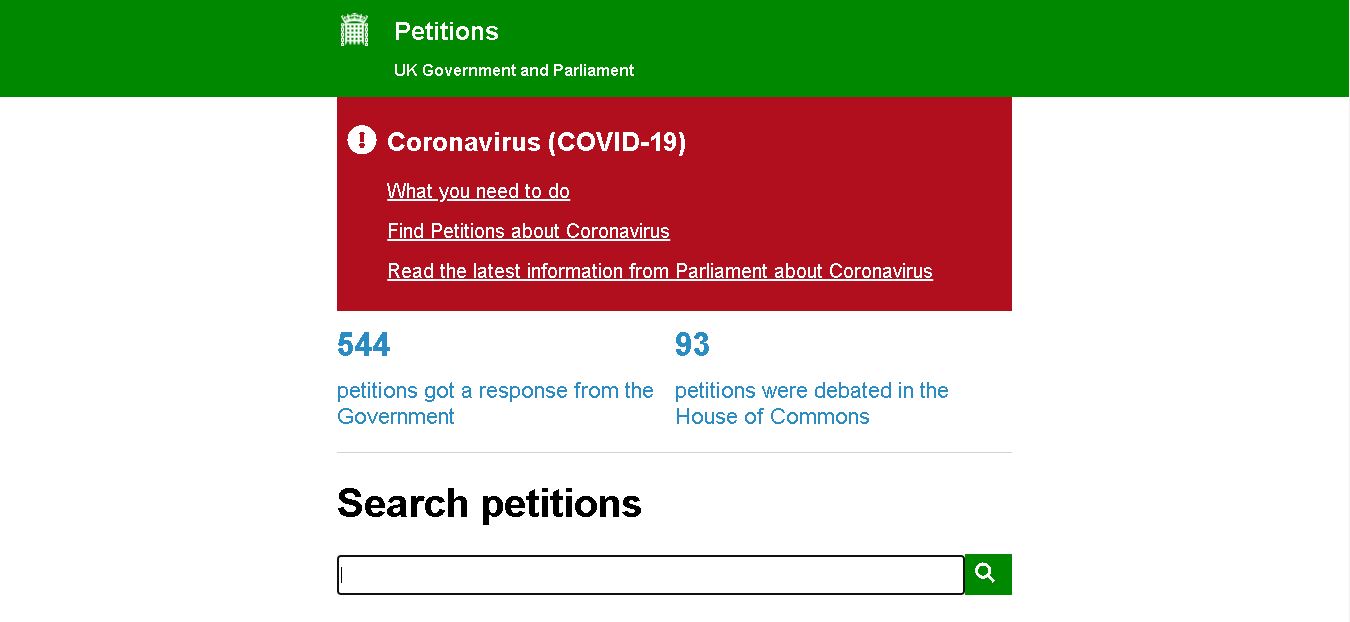 Petitions
UK Government and Parliament
Coronavirus (COVID-19)
What you need to do
Find Petitions about Coronavirus
Read the latest information from Parliament about Coronavirus
544
petitions got a response from the
Government
93
petitions were debated in the
House of Commons
Search petitions